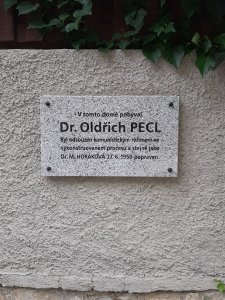 V tomto domě pobýval
Dr. Oldřich PECL
Byl odsouzen komunistickým režimem ve
vykonstruovaném procesu a stejně jako
Dr. M. HORÁKOVÁ 27. 6. 1950 popraven.